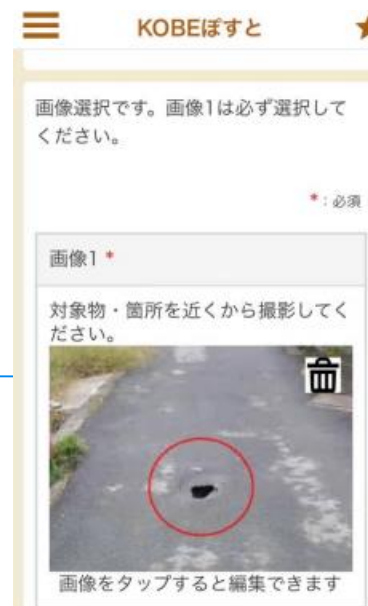 KOBEぽすと
画像選択です。画像1は必ず選択して
ください。
*：必須
画像1 *
対象物・箇所を近くから撮影してく
ださい。
画像をタップすると編集できます